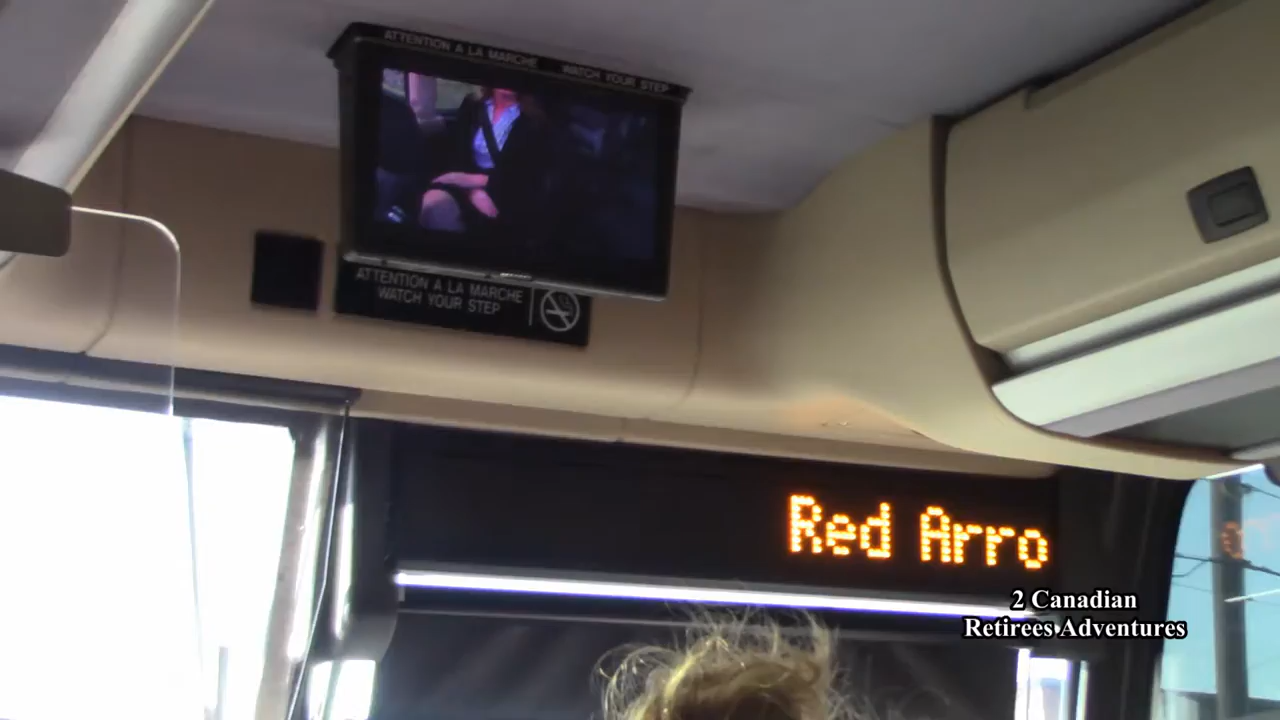 ATTENTION A LA MARCHE WATCH YOUR STEP
ATTENTION A LA MARCHE
WATCH YOUR STEP
Red Arro
2 Canadian
Retirees Adventures